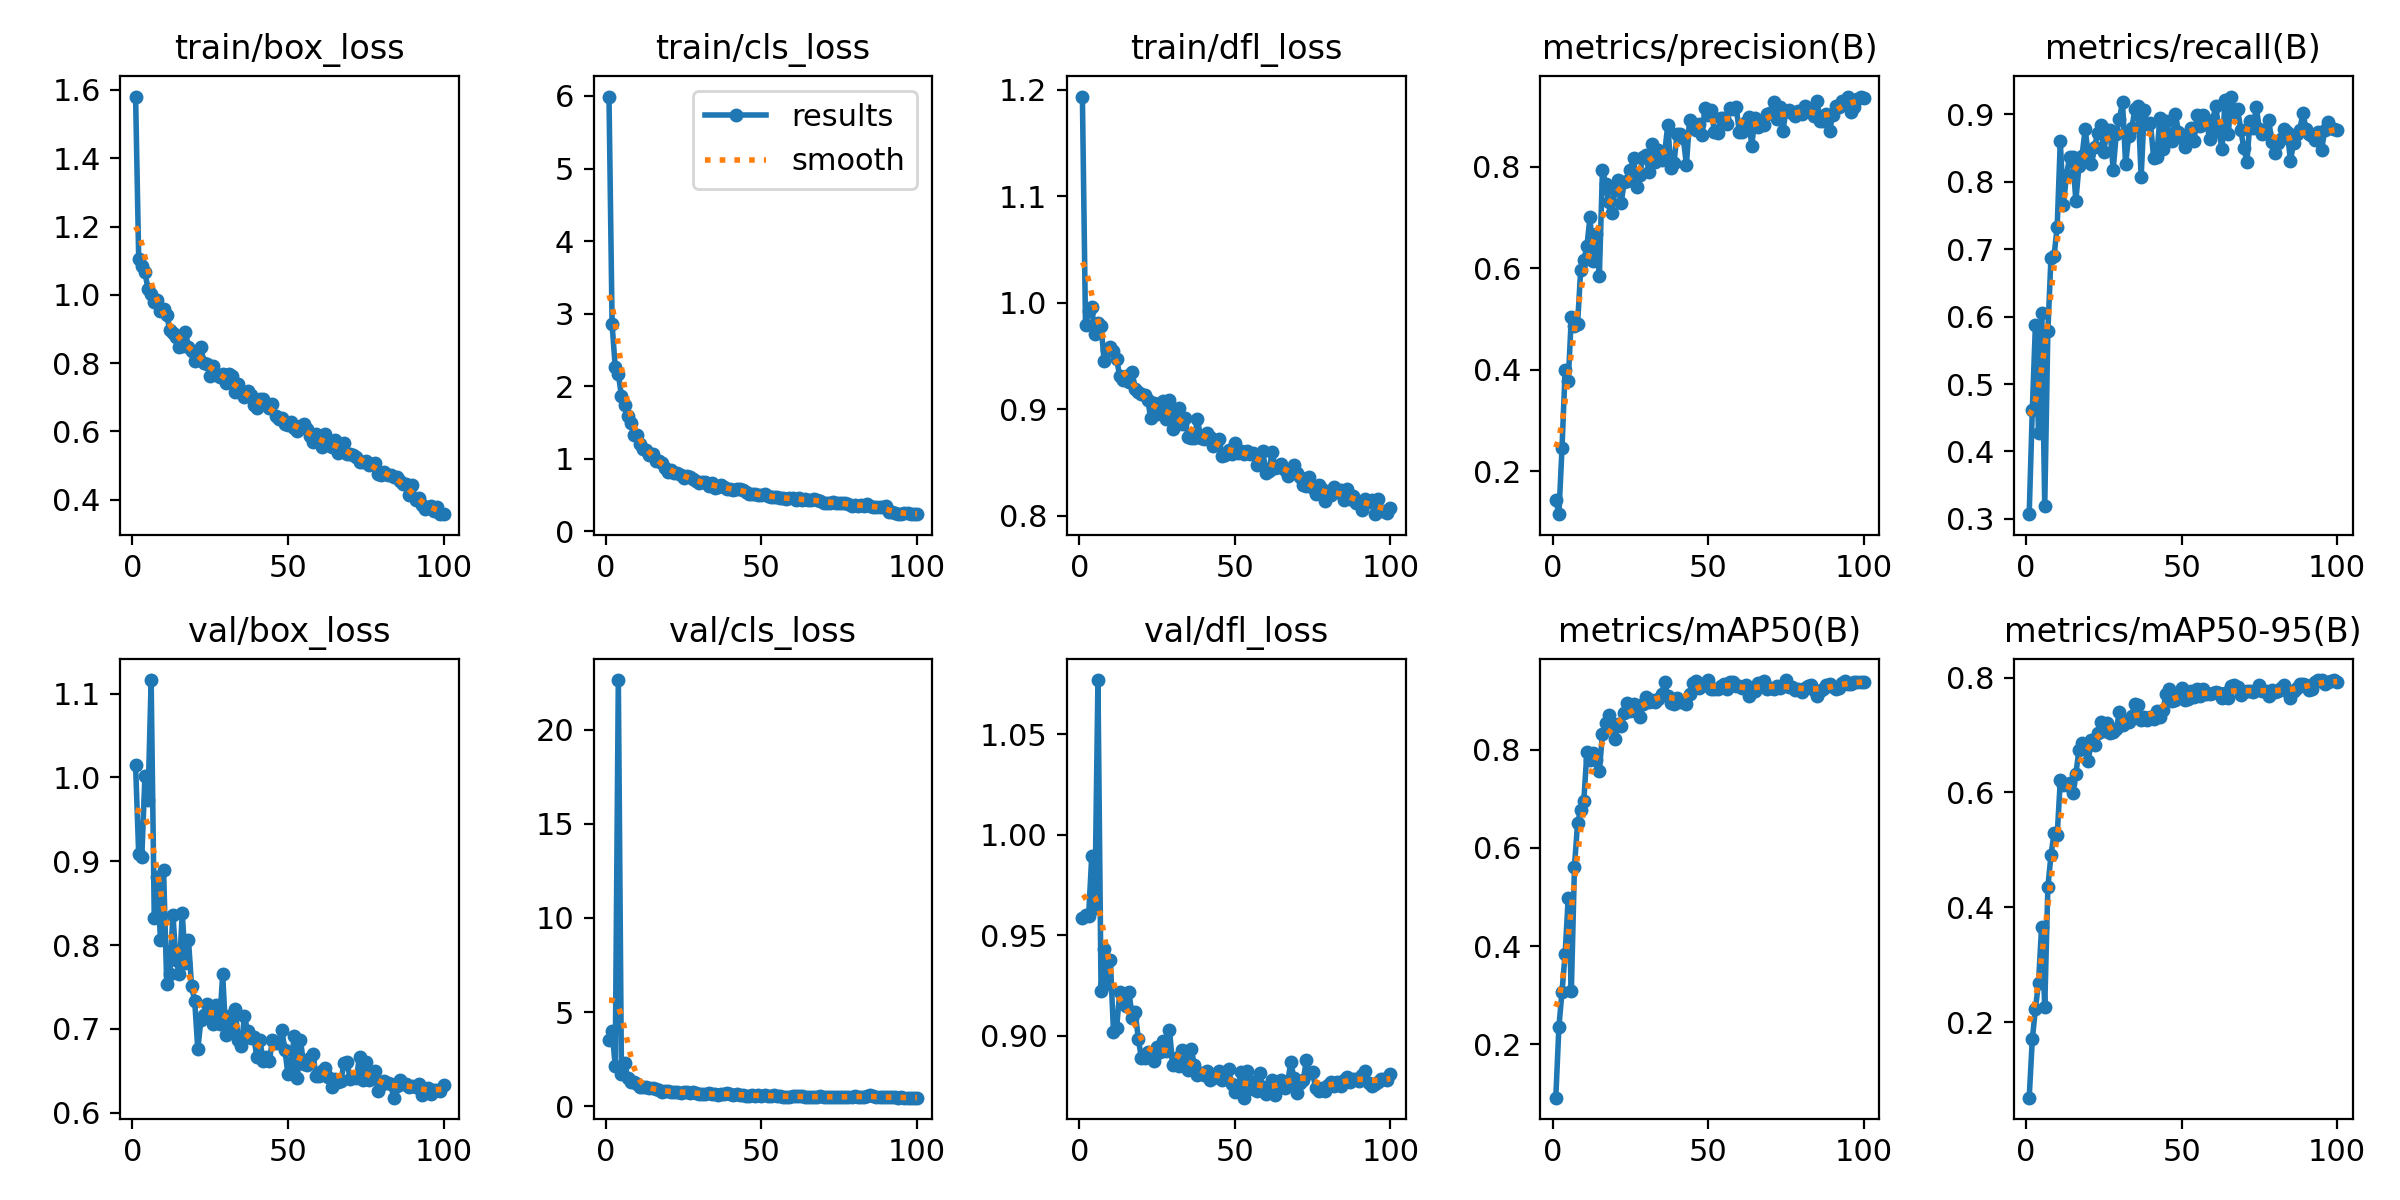 train/box_loss
1.6
1.4
1.2
1.0
0.8
0.6
0.4
0 50 100
train/cls_loss
results
smooth
6
5
4
3
2
1
0
0 50 100
train/dfl_loss
1.2
1.1
1.0
0.9
0.8
0 50 100
metrics/precision(B)
0.8
0.6
0.4
0.2
0 50 100
metrics/recall(B)
0.9
0.8
0.7
0.6
0.5
0.4
0.3
0 50 100
val/box_loss
1.1
1.0
0.9
0.8
0.7
0.6
0 50 100
val/cls_loss
20
15
10
5
0
0 50 100
val/dfl_loss
1.05
1.00
0.95
0.90
0 50 100
metrics/mAP50(B)
0.8
0.6
0.4
0.2
0 50 100
metrics/mAP50-95(B)
0.8
0.6
0.4
0.2
0 50 100